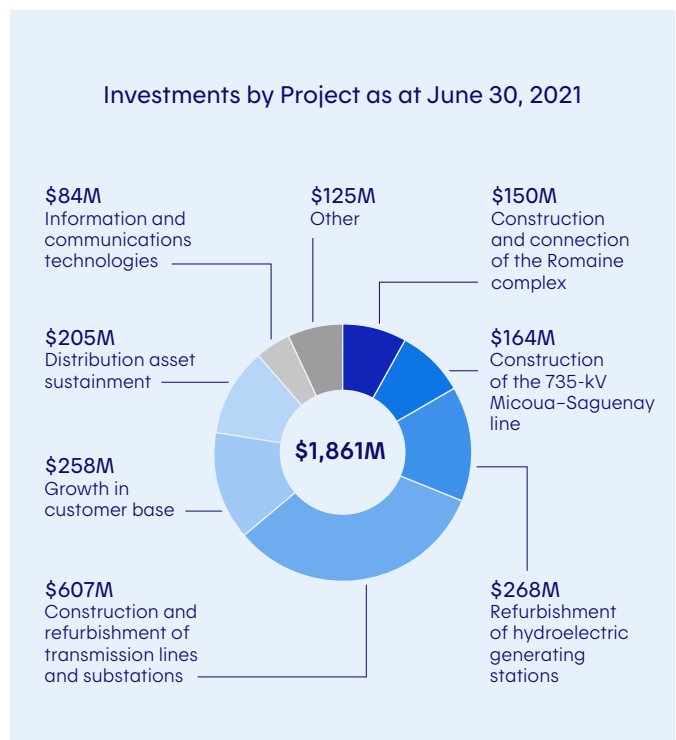 Investments by Project as at June 30, 2021
$84M
Information and
communications
technologies
$125M
Other
$150M
Construction
and connection
of the Romaine
complex
$205M
Distribution asset
sustainment
$164M
Construction
of the 735-kV
Micoua–Saguenay
line
$1,861M
$258M
Growth in
customer base
$607M
Construction and
refurbishment of
transmission lines
and substations
$268M
Refurbishment
of hydroelectric
generating
stations